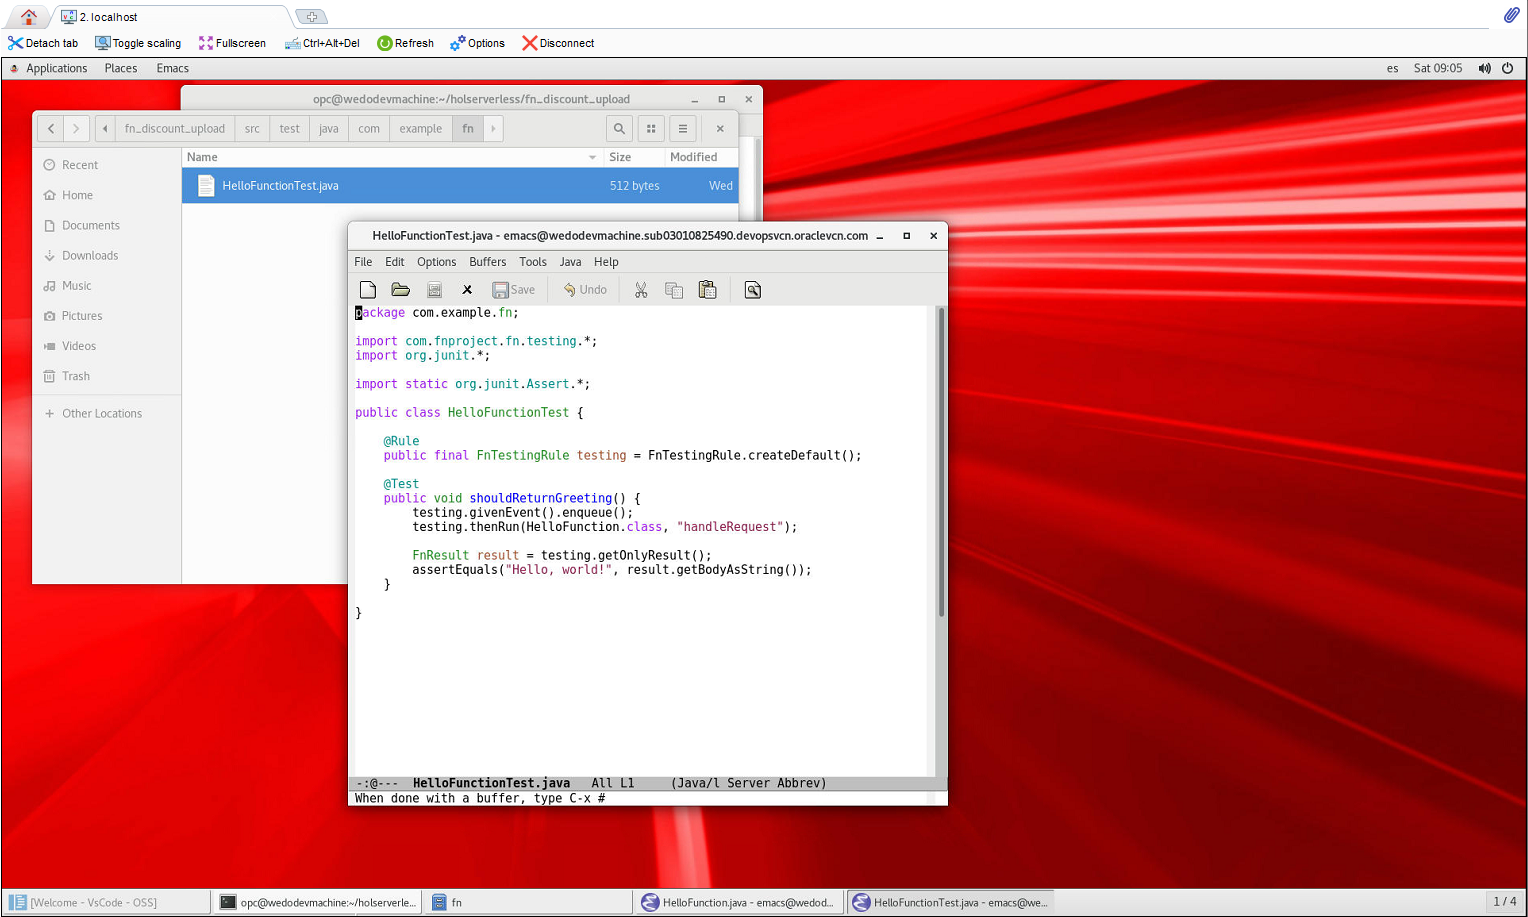 2. localhost
Detach tab Toggle scaling Fullscreen Ctrl+Alt+Del Refresh Options Disconnect
Applications Places Emacs es Sat 09:05
opc@wedodevmachine:~/holserverless/fn_discount_upload
fn_discount_upload src test java com example fn
Recent
Home
Documents
Downloads
Music
Pictures
Videos
Trash
Other Locations
Name Size Modified
HelloFunctionTest.java 512 bytes Wed
HelloFunctionTest.java - emacs@wedodevmachine.sub03010825490.devopsvcn.oraclevcn.com
File Edit Options Buffers Tools Java Help
Save Undo
package com.example.fn;
import com.fnproject.fn.testing.*;
import org.junit.*;
import static org.junit.Assert.*;
public class HelloFunctionTest {
@Rule
public final FnTestingRule testing = FnTestingRule.createDefault();
@Test
public void shouldReturnGreeting() {
testing.givenEvent().enqueue();
testing.thenRun(HelloFunction.class, "handleRequest");
FnResult result = testing.getOnlyResult();
assertEquals("Hello, world!", result.getBodyAsString());
}
}
-:@--- HelloFunctionTest.java All L1 (Java/l Server Abbrev)
When done with a buffer, type C-x #
[Welcome - VsCode - OSS] opc@wedodevmachine:~/holserverle... fn HelloFunction.java - emacs@wedod... HelloFunctionTest.java - emacs@we... 1 / 4